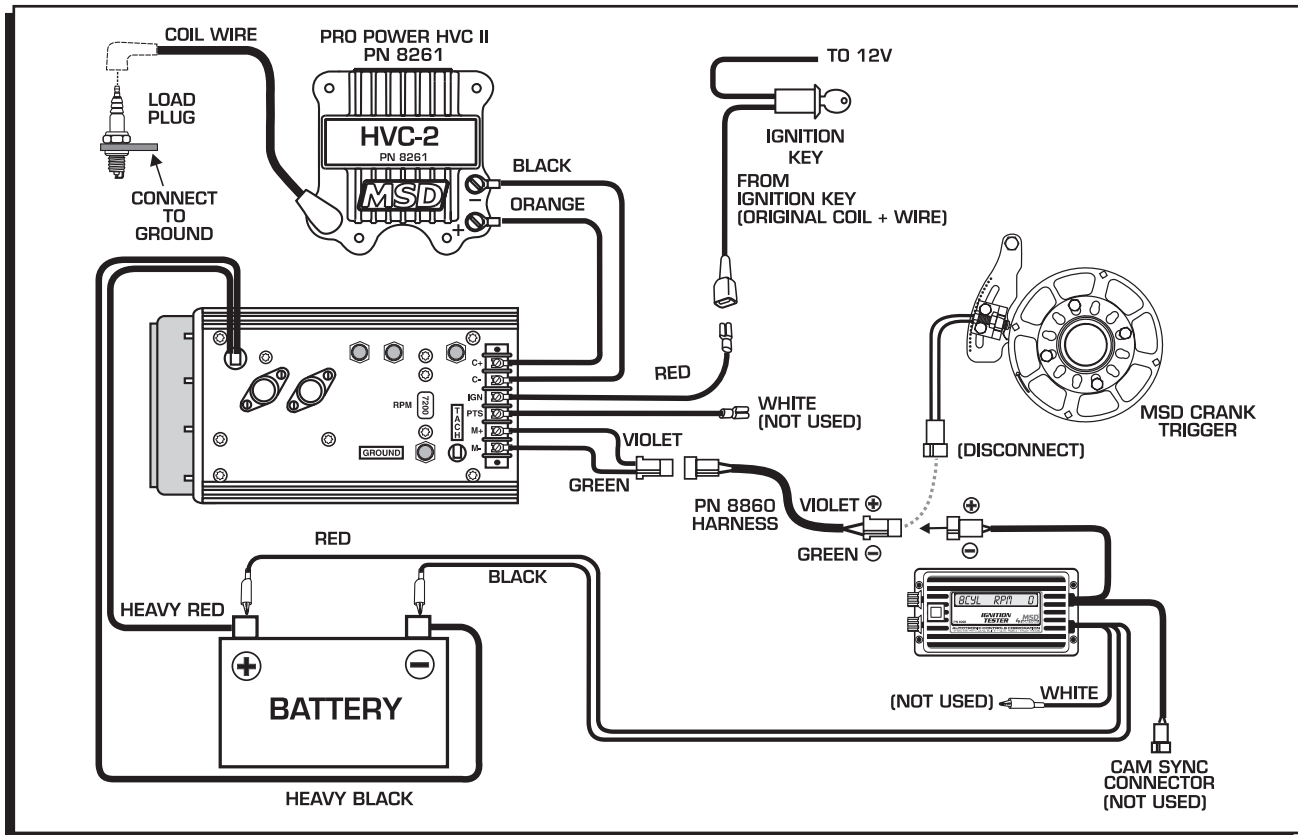 COIL WIRE
PRO POWER HVC II
PN 8261
TO 12V
LOAD
PLUG
HVC-2
PN 8261
MSD
IGNITION
KEY
BLACK
ORANGE
−
+
FROM
IGNITION KEY
(ORIGINAL COIL + WIRE)
CONNECT
TO
GROUND
C+
C-
IGN
PTS
M+
M-
RPM
7200
TACH
GROUND
RED
WHITE
(NOT USED)
MSD CRANK
TRIGGER
(DISCONNECT)
VIOLET
GREEN
PN 8860
HARNESS
VIOLET +
GREEN −
+
−
RED
BLACK
HEAVY RED
+
−
BATTERY
HEAVY BLACK
8CYL RPM 0
IGNITION
TESTER
MSD
(NOT USED)
WHITE
CAM SYNC
CONNECTOR
(NOT USED)